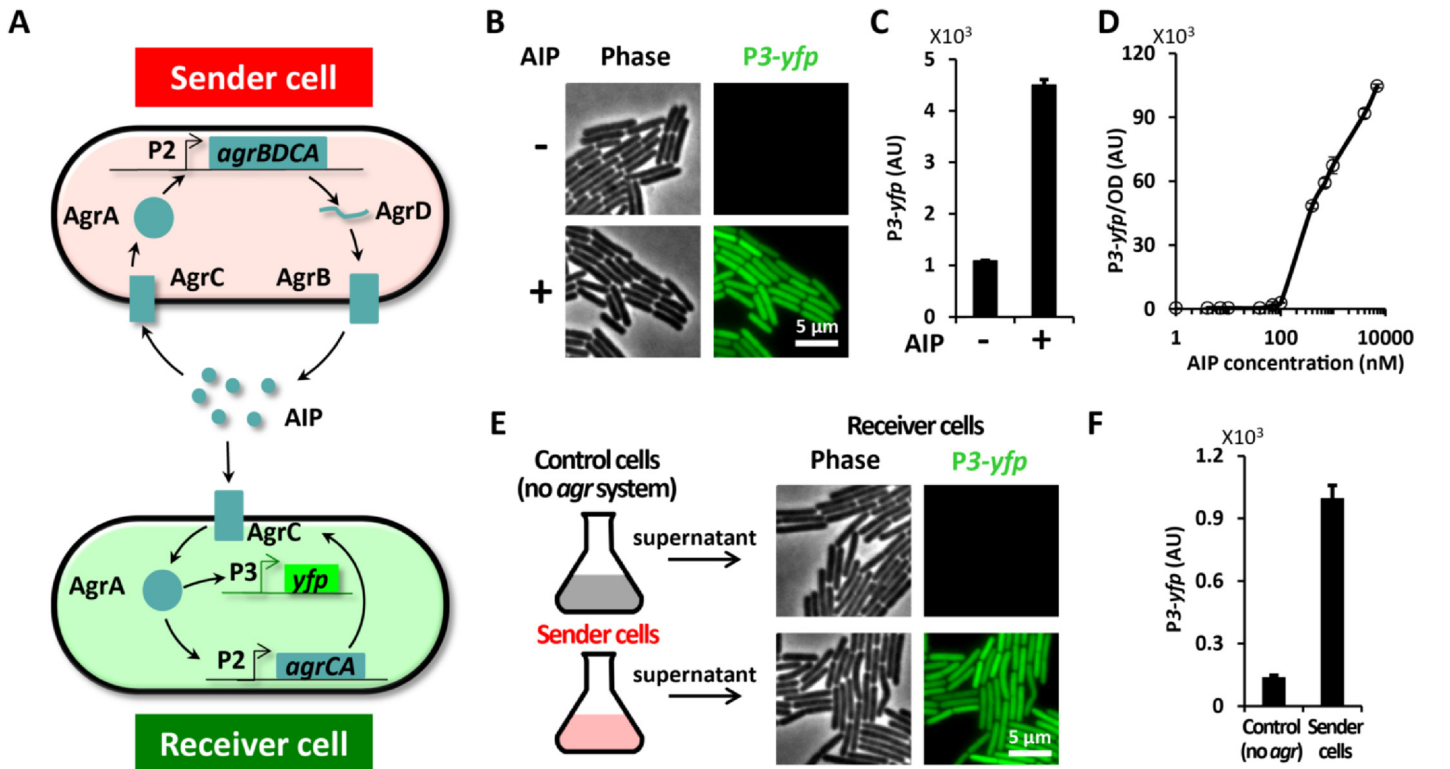 A
Sender cell
P2
agrBDCA
AgrA
AgrD
AgrC
AgrB
AIP
AgrC
AgrA
P3
yfp
P2
agrCA
Receiver cell
B
AIP
Phase
P3-yfp
-
+
5 µm
C
X10³
5
4
3
2
1
0
P3-yfp (AU)
AIP
-
+
D
X10³
120
90
60
30
0
P3-yfp/OD (AU)
1
100
10000
AIP concentration (nM)
E
Receiver cells
Control cells
(no agr system)
Phase
P3-yfp
supernatant
Sender cells
supernatant
5 µm
F
X10³
1.2
0.9
0.6
0.3
0
P3-yfp (AU)
Control
(no agr)
Sender
cells